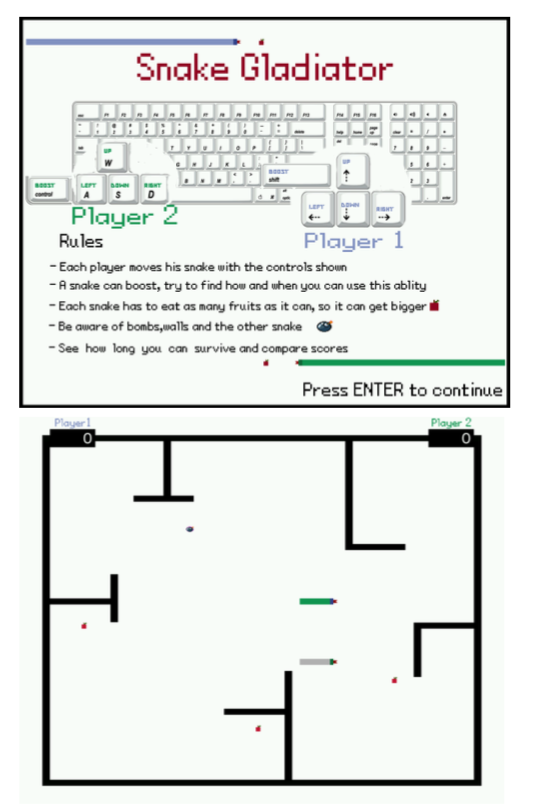 Snake Gladiator
UP
W
BOOST
control
LEFT
A
DOWN
S
RIGHT
D
Player 2
BOOST
shift
UP
LEFT
DOWN
RIGHT
Player 1
Rules
- Each player moves his snake with the controls shown
- A snake can boost, try to find how and when you can use this ablity
- Each snake has to eat as many fruits as it can, so it can get bigger
- Be aware of bombs,walls and the other snake
- See how long you can survive and compare scores
Press ENTER to continue
Player1
0
Player 2
0